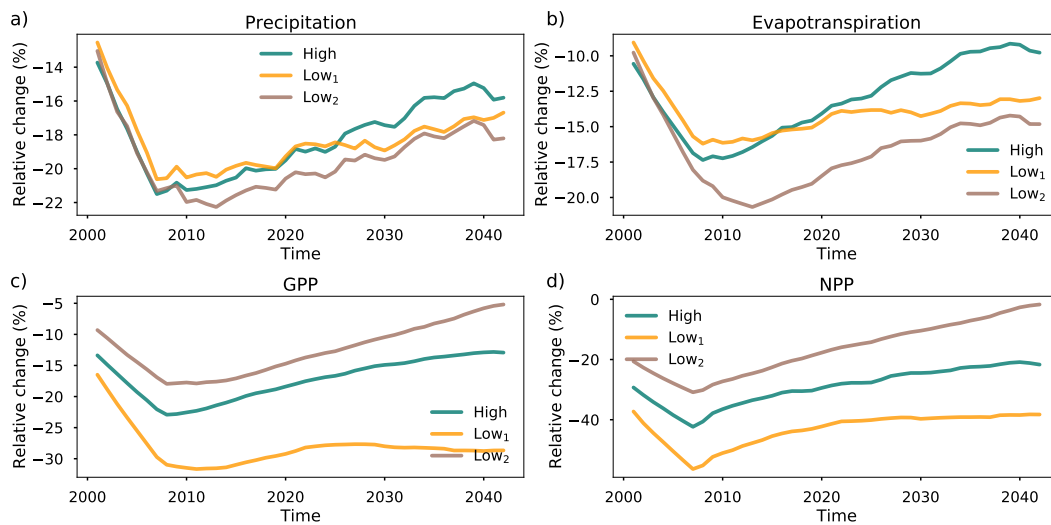 a)
Precipitation
Relative change (%)
−14
−16
−18
−20
−22
High
Low₁
Low₂
2000
2010
2020
2030
2040
Time
b)
Evapotranspiration
Relative change (%)
−10.0
−12.5
−15.0
−17.5
−20.0
High
Low₁
Low₂
2000
2010
2020
2030
2040
Time
c)
GPP
Relative change (%)
−5
−10
−15
−20
−25
−30
High
Low₁
Low₂
2000
2010
2020
2030
2040
Time
d)
NPP
Relative change (%)
0
−20
−40
High
Low₁
Low₂
2000
2010
2020
2030
2040
Time